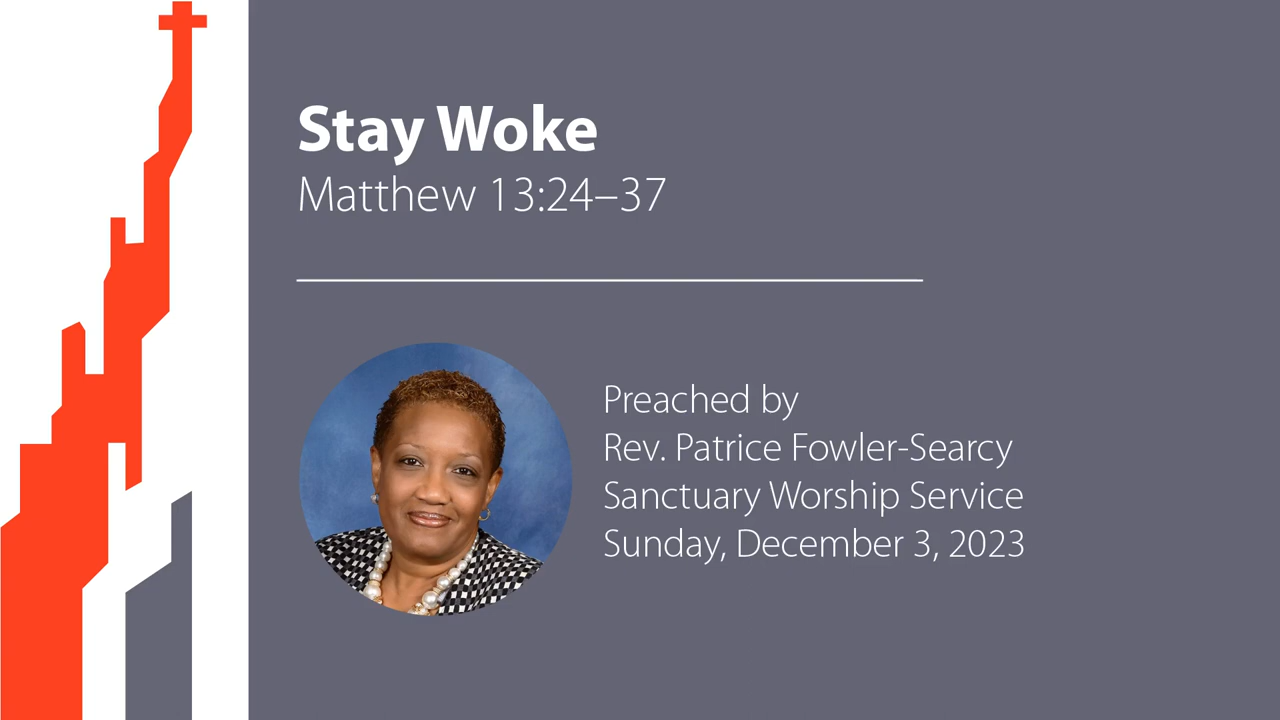 Stay Woke
Matthew 13:24–37
Preached by
Rev. Patrice Fowler-Searcy
Sanctuary Worship Service
Sunday, December 3, 2023